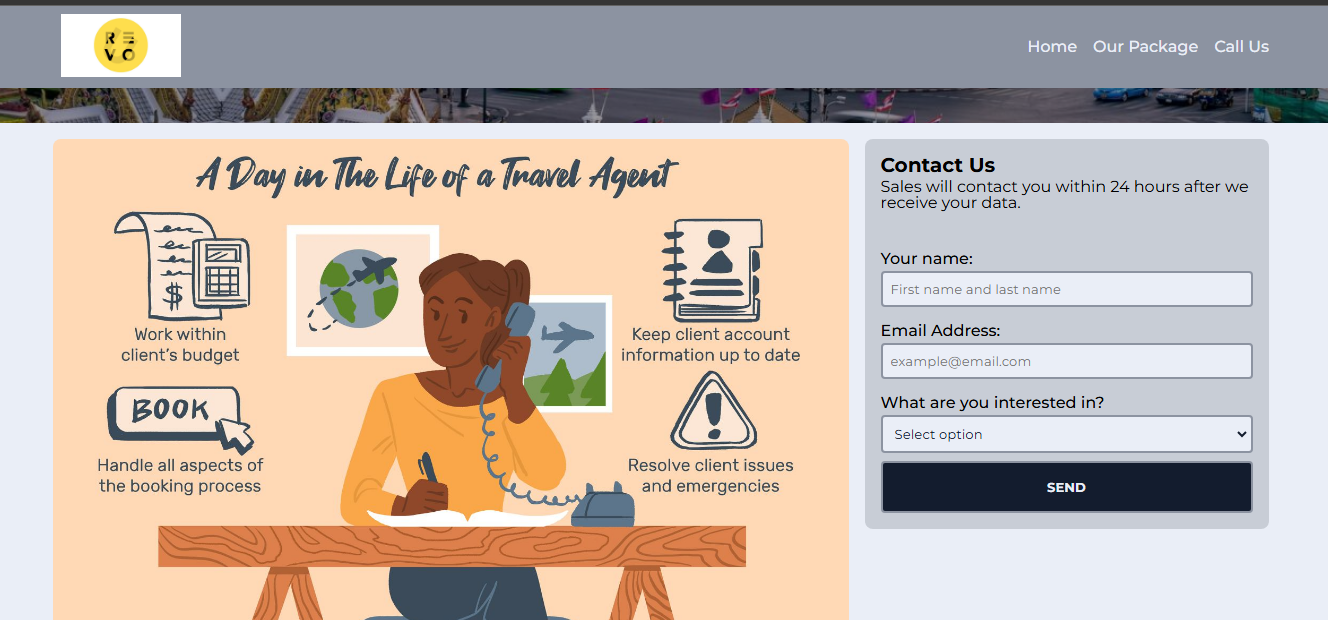 RE
VO
Home Our Package Call Us
A Day in The Life of a Travel Agent
$
Work within
client's budget
BOOK
Handle all aspects of
the booking process
Keep client account
information up to date
Resolve client issues
and emergencies
Contact Us
Sales will contact you within 24 hours after we
receive your data.
Your name:
First name and last name
Email Address:
example@email.com
What are you interested in?
Select option
SEND